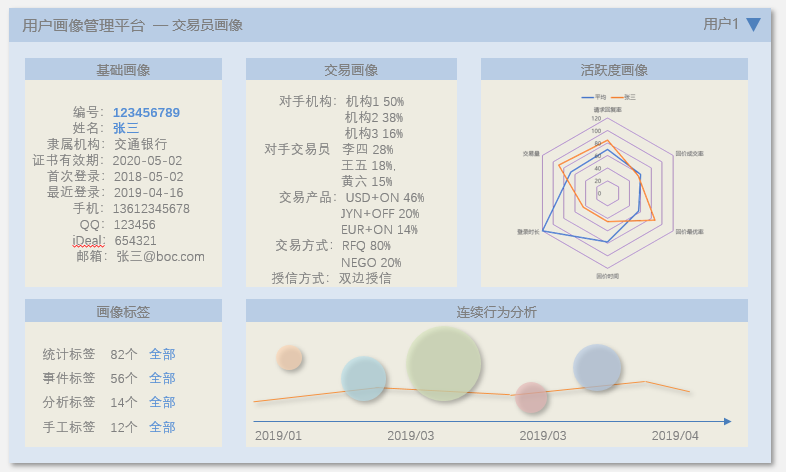 用户画像管理平台 — 交易员画像
用户1
基础画像
编号：123456789
姓名：张三
隶属机构：交通银行
证书有效期：2020-05-02
首次登录：2018-05-02
最近登录：2019-04-16
手机：13612345678
QQ：123456
iDeal：654321
邮箱：张三@boc.com
交易画像
对手机构：机构1 50%
机构2 38%
机构3 16%
对手交易员 李四 28%
王五 18%,
黄六 15%
交易产品：USD+ON 46%
JYN+OFF 20%
EUR+ON 14%
交易方式：RFQ 80%
NEGO 20%
授信方式：双边授信
活跃度画像
平均 张三
请求回复率
120
100
80
60
40
20
0
交易量
回价成交率
登录时长
回价最优率
回价时间
画像标签
统计标签 82个 全部
事件标签 56个 全部
分析标签 14个 全部
手工标签 12个 全部
连续行为分析
2019/01 2019/03 2019/03 2019/04